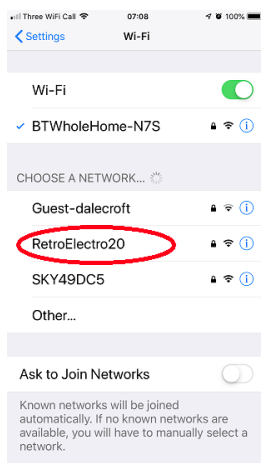 Three WiFi Call 07:08 100%
Settings Wi-Fi
Wi-Fi
BTWholeHome-N7S
CHOOSE A NETWORK...
Guest-dalecroft
RetroElectro20
SKY49DC5
Other...
Ask to Join Networks
Known networks will be joined
automatically. If no known networks are
available, you will have to manually select a
network.